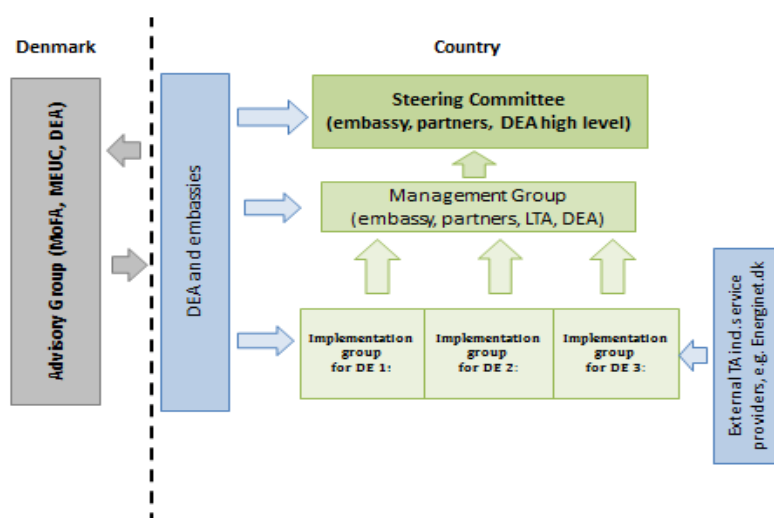 Denmark
Country
Advisory Group (MoFA, MEUC, DEA)
DEA and embassies
Steering Committee
(embassy, partners, DEA high level)
Management Group
(embassy, partners, LTA, DEA)
Implementation
group
for DE 1:
Implementation
group
for DE 2:
Implementation
group
for DE 3:
External TA incl. service
providers, e.g. Energinet.dk